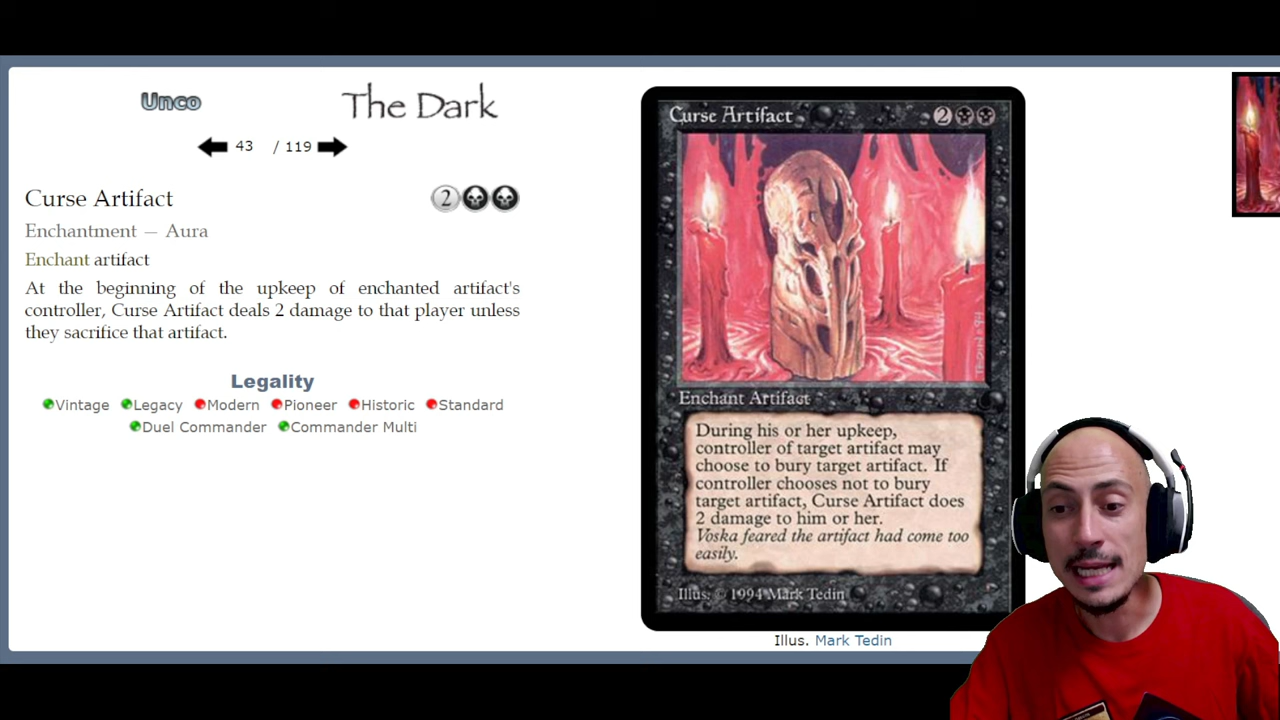 Unco
The Dark
43 / 119
Curse Artifact
2
Enchantment — Aura
Enchant artifact
At the beginning of the upkeep of enchanted artifact's
controller, Curse Artifact deals 2 damage to that player unless
they sacrifice that artifact.
Legality
Vintage Legacy Modern Pioneer Historic Standard
Duel Commander Commander Multi
Curse Artifact 2
TEDIN 94
Enchant Artifact
During his or her upkeep,
controller of target artifact may
choose to bury target artifact. If
controller chooses not to bury
target artifact, Curse Artifact does
2 damage to him or her.
Voska feared the artifact had come too
easily.
Illus. © 1994 Mark Tedin
Illus. Mark Tedin